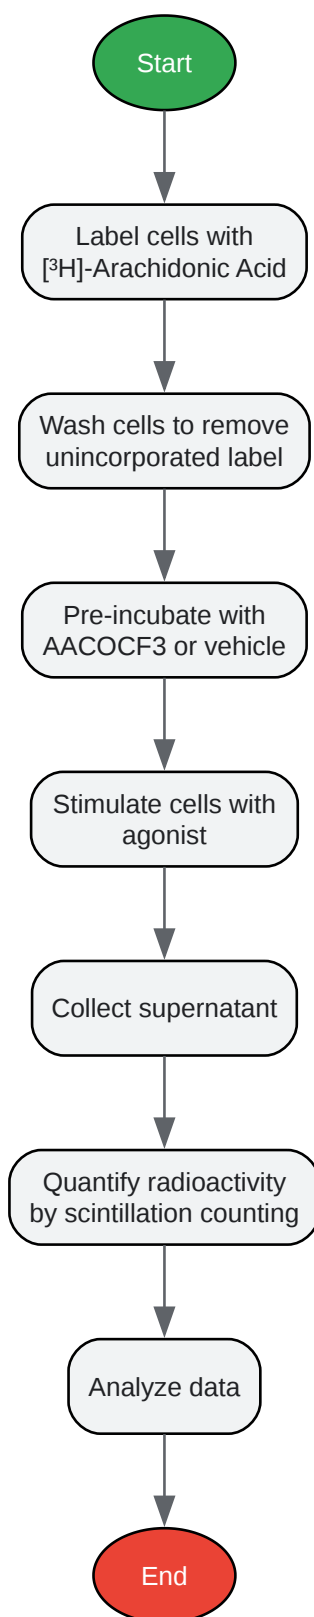 Start
Label cells with
[³H]-Arachidonic Acid
Wash cells to remove
unincorporated label
Pre-incubate with
AACOCF3 or vehicle
Stimulate cells with
agonist
Collect supernatant
Quantify radioactivity
by scintillation counting
Analyze data
End